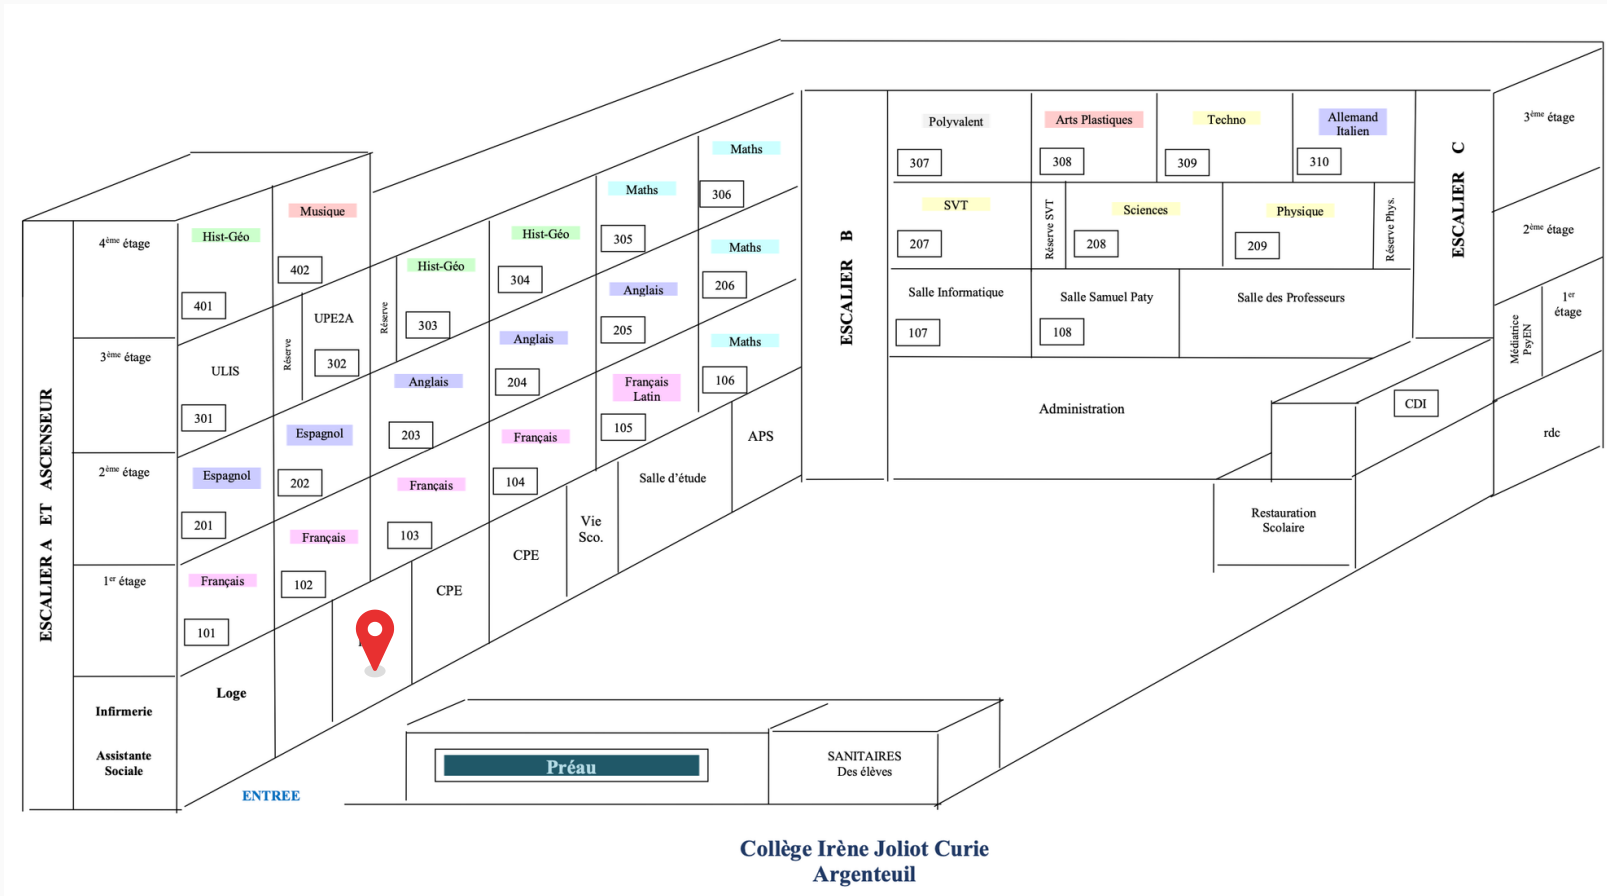 ESCALIER A ET ASCENSEUR
4ème étage
3ème étage
2ème étage
1er étage
Infirmerie
Assistante
Sociale
Hist-Géo
401
Musique
402
ULIS
301
Réserve
UPE2A
302
Réserve
Hist-Géo
303
Hist-Géo
304
Maths
305
Maths
306
Espagnol
201
Espagnol
202
Anglais
203
Anglais
204
Anglais
205
Maths
206
Français
101
Français
102
Français
103
Français
104
Français
Latin
105
Maths
106
Loge
CPE
CPE
Vie
Sco.
Salle d'étude
APS
ESCALIER B
Polyvalent
307
Arts Plastiques
308
Techno
309
Allemand
Italien
310
SVT
207
Réserve SVT
Sciences
208
Physique
209
Réserve Phys.
Salle Informatique
107
Salle Samuel Paty
108
Salle des Professeurs
Administration
ESCALIER C
3ème étage
2ème étage
1er
étage
Médiatrice
PsyEN
rdc
CDI
Restauration
Scolaire
Préau
SANITAIRES
Des élèves
ENTREE
Collège Irène Joliot Curie
Argenteuil